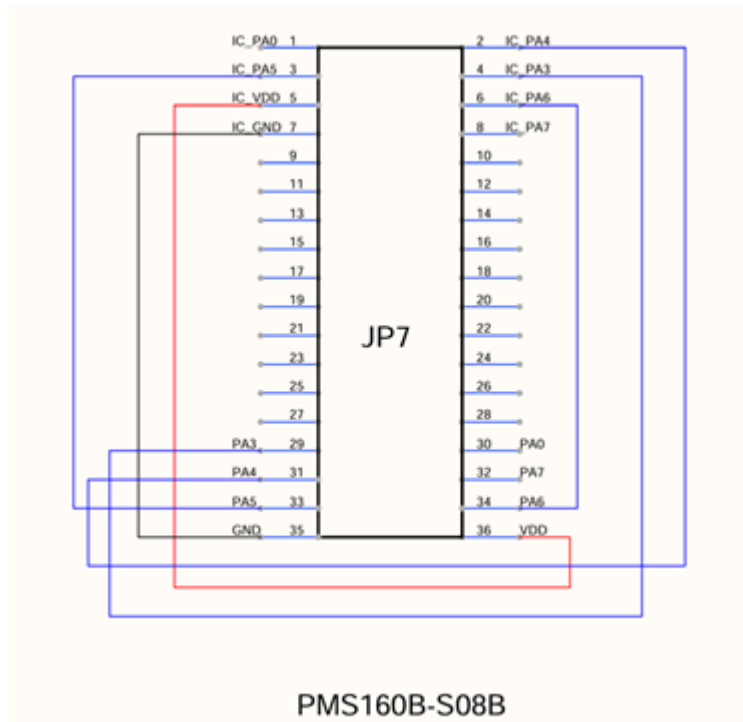 IC_PA0 1 2 IC_PA4
IC_PA5 3 4 IC_PA3
IC_VDD 5 6 IC_PA6
IC_GND 7 8 IC_PA7
9 10
11 12
13 14
15 16
17 18
19 20
21 22
JP7
23 24
25 26
27 28
PA3 29 30 PA0
PA4 31 32 PA7
PA5 33 34 PA6
GND 35 36 VDD
PMS160B-S08B